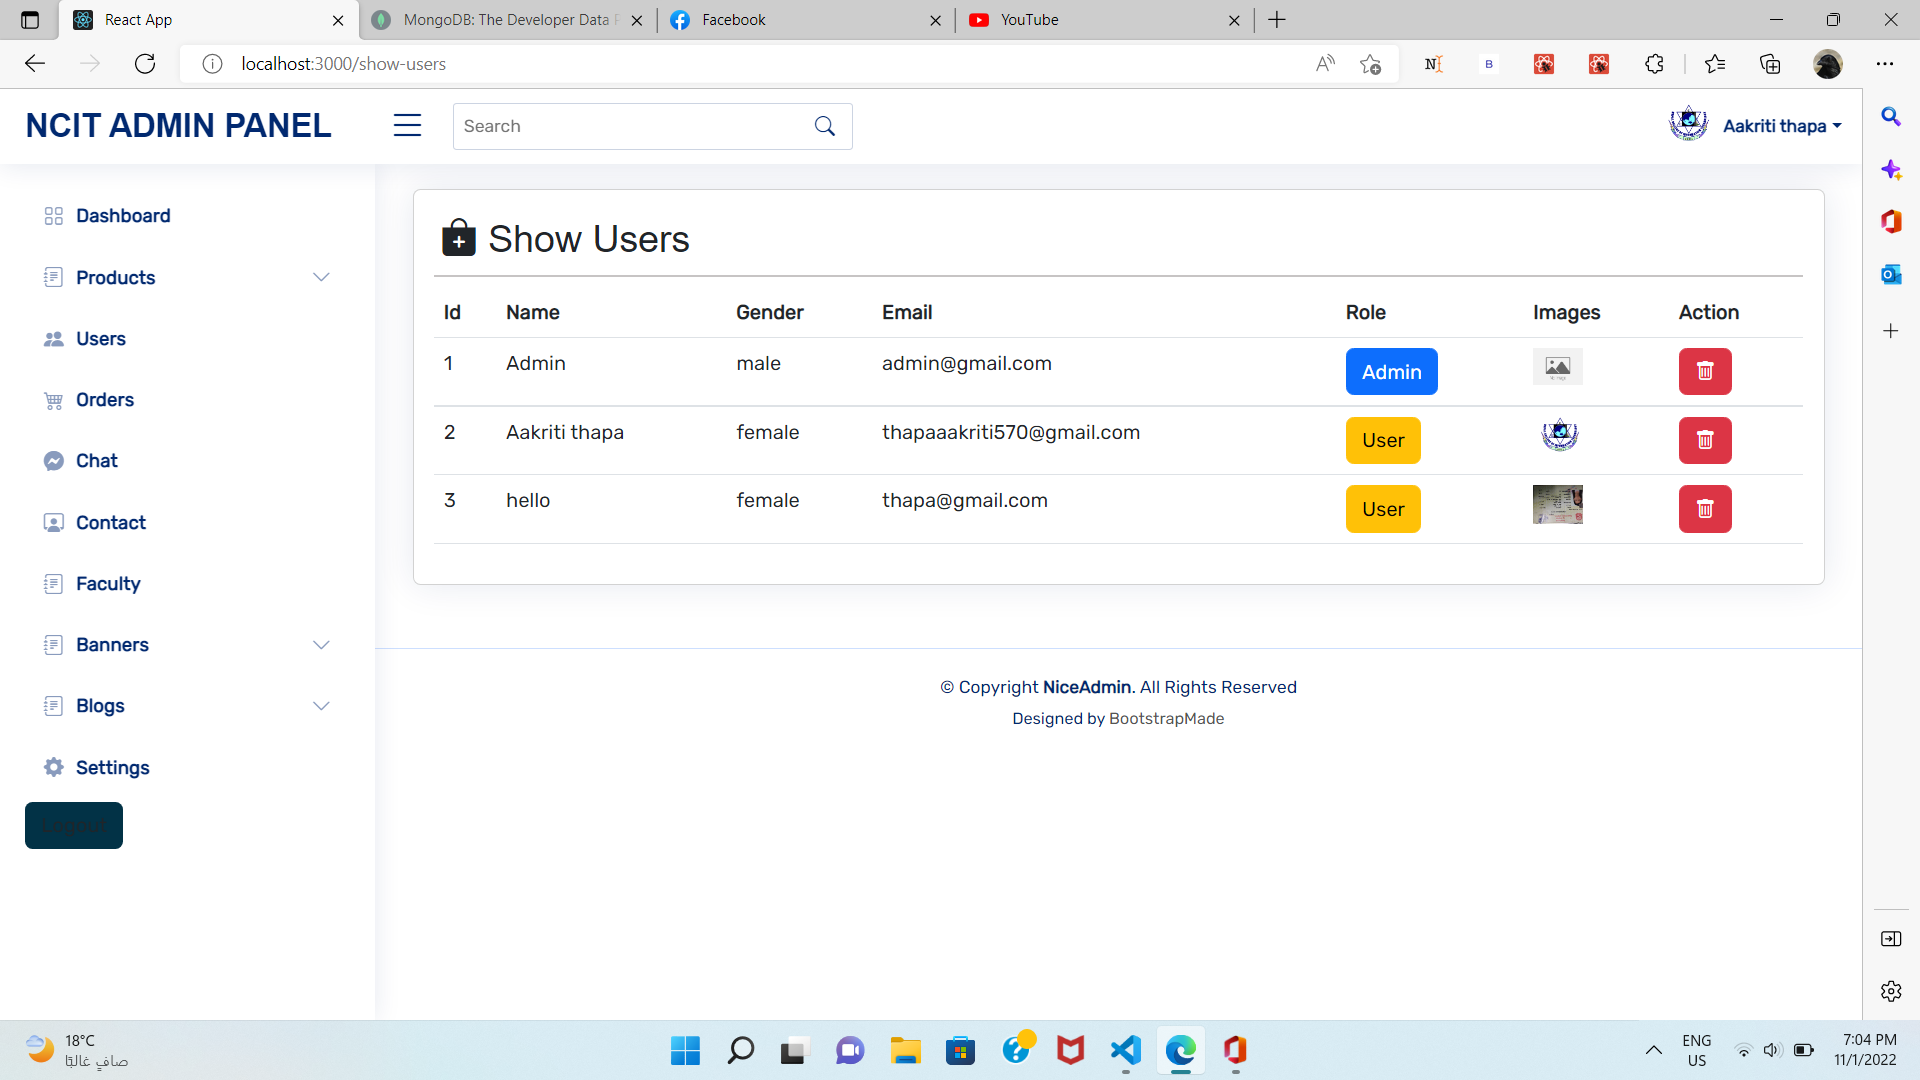 React App
MongoDB: The Developer Data P
Facebook
YouTube
localhost:3000/show-users
NCIT ADMIN PANEL
Search
Aakriti thapa
Dashboard
Products
Users
Orders
Chat
Contact
Faculty
Banners
Blogs
Settings
Logout
Show Users
Id Name Gender Email Role Images Action
1 Admin male admin@gmail.com Admin
2 Aakriti thapa female thapaaakriti570@gmail.com User
3 hello female thapa@gmail.com User
© Copyright NiceAdmin. All Rights Reserved
Designed by BootstrapMade
18°C
صافٍ غالبًا
ENG
US
7:04 PM
11/1/2022